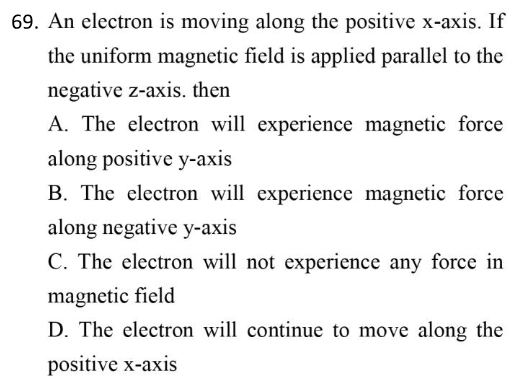 69. An electron is moving along the positive x-axis. If
the uniform magnetic field is applied parallel to the
negative z-axis. then
A. The electron will experience magnetic force
along positive y-axis
B. The electron will experience magnetic force
along negative y-axis
C. The electron will not experience any force in
magnetic field
D. The electron will continue to move along the
positive x-axis